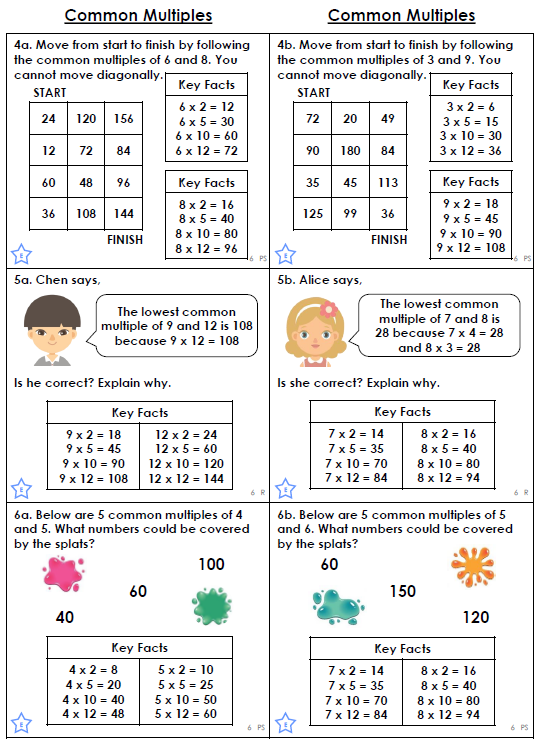 Common Multiples
Common Multiples
4a. Move from start to finish by following
the common multiples of 6 and 8. You
cannot move diagonally.
START
24 120 156
12 72 84
60 48 96
36 108 144
FINISH
Key Facts
6 x 2 = 12
6 x 5 = 30
6 x 10 = 60
6 x 12 = 72
Key Facts
8 x 2 = 16
8 x 5 = 40
8 x 10 = 80
8 x 12 = 96
E
6 PS
4b. Move from start to finish by following
the common multiples of 3 and 9. You
cannot move diagonally.
START
72 20 49
90 180 84
35 45 113
125 99 36
FINISH
Key Facts
3 x 2 = 6
3 x 5 = 15
3 x 10 = 30
3 x 12 = 36
Key Facts
9 x 2 = 18
9 x 5 = 45
9 x 10 = 90
9 x 12 = 108
E
6 PS
5a. Chen says,
The lowest common
multiple of 9 and 12 is 108
because 9 x 12 = 108
Is he correct? Explain why.
Key Facts
9 x 2 = 18 12 x 2 = 24
9 x 5 = 45 12 x 5 = 60
9 x 10 = 90 12 x 10 = 120
9 x 12 = 108 12 x 12 = 144
E
6 R
5b. Alice says,
The lowest common
multiple of 7 and 8 is
28 because 7 x 4 = 28
and 8 x 3 = 28
Is she correct? Explain why.
Key Facts
7 x 2 = 14 8 x 2 = 16
7 x 5 = 35 8 x 5 = 40
7 x 10 = 70 8 x 10 = 80
7 x 12 = 84 8 x 12 = 94
E
6 R
6a. Below are 5 common multiples of 4
and 5. What numbers could be covered
by the splats?
100
60
40
Key Facts
4 x 2 = 8 5 x 2 = 10
4 x 5 = 20 5 x 5 = 25
4 x 10 = 40 5 x 10 = 50
4 x 12 = 48 5 x 12 = 60
E
6 PS
6b. Below are 5 common multiples of 5
and 6. What numbers could be covered
by the splats?
60
150
120
Key Facts
7 x 2 = 14 8 x 2 = 16
7 x 5 = 35 8 x 5 = 40
7 x 10 = 70 8 x 10 = 80
7 x 12 = 84 8 x 12 = 94
E
6 PS